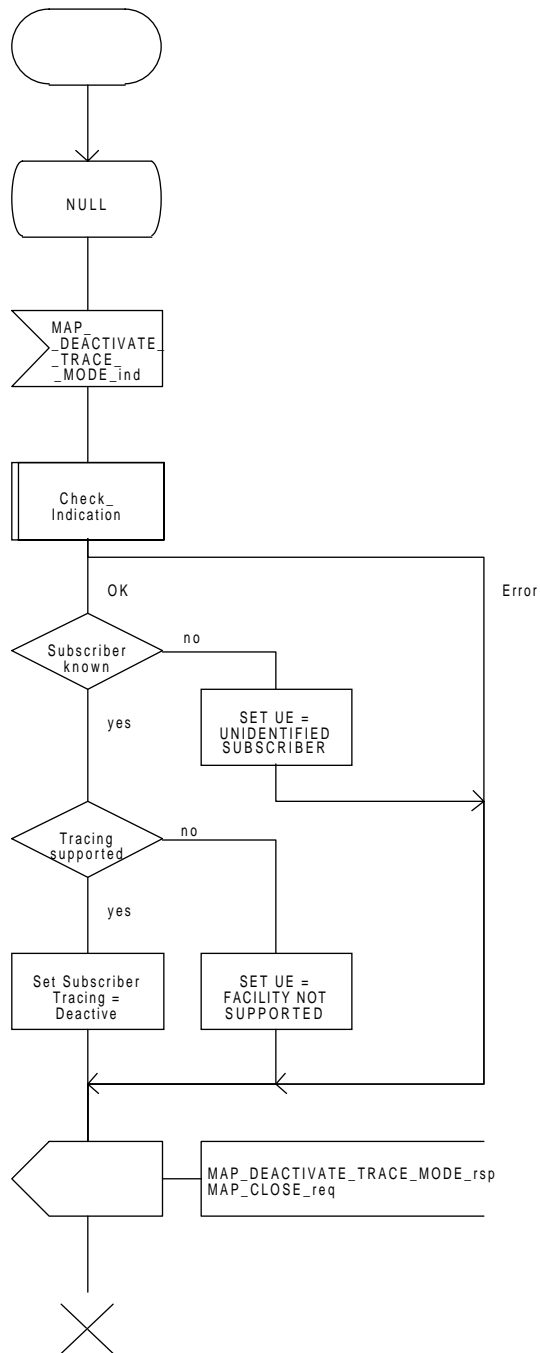 NULL
MAP_
_DEACTIVATE_
_TRACE_
_MODE_ind
Check_
Indication
OK
Error
Subscriber
known
no
yes
SET UE =
UNIDENTIFIED
SUBSCRIBER
Tracing
supported
no
yes
Set Subscriber
Tracing =
Deactive
SET UE =
FACILITY NOT
SUPPORTED
MAP_DEACTIVATE_TRACE_MODE_rsp
MAP_CLOSE_req